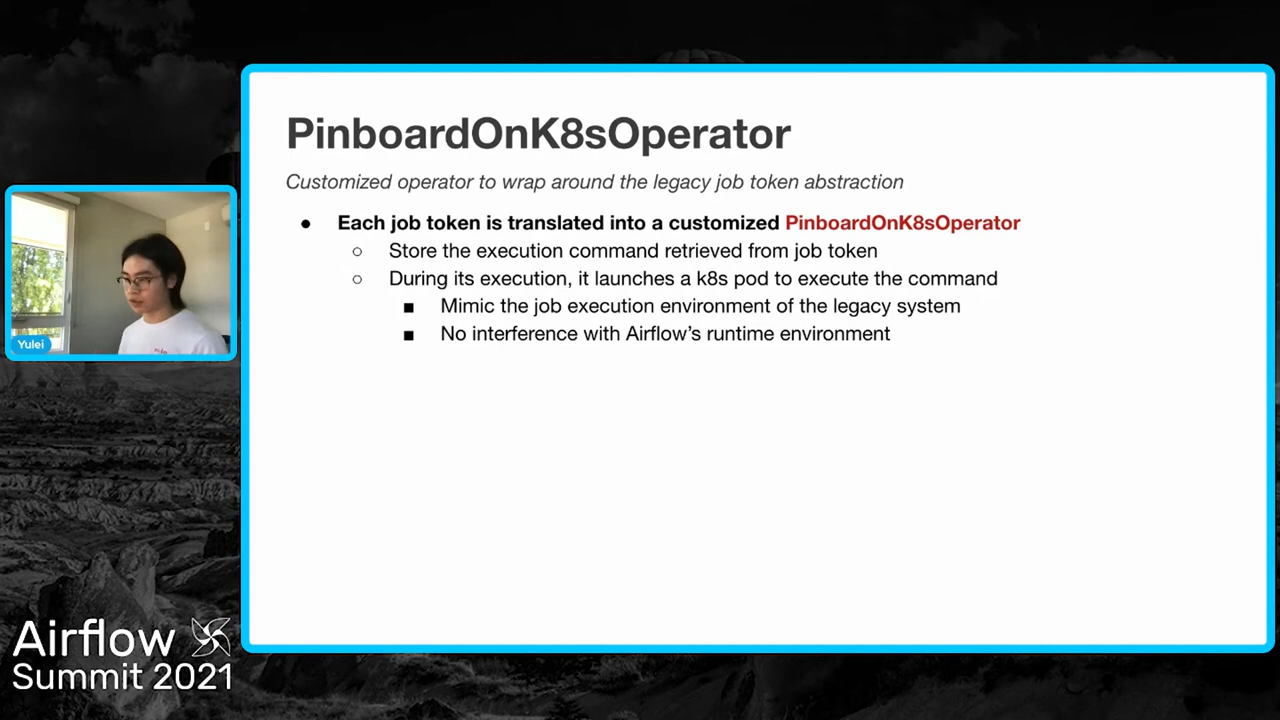 PinboardOnK8sOperator
Customized operator to wrap around the legacy job token abstraction
● Each job token is translated into a customized PinboardOnK8sOperator
○ Store the execution command retrieved from job token
○ During its execution, it launches a k8s pod to execute the command
■ Mimic the job execution environment of the legacy system
■ No interference with Airflow's runtime environment
Yulei
Airflow
Summit 2021